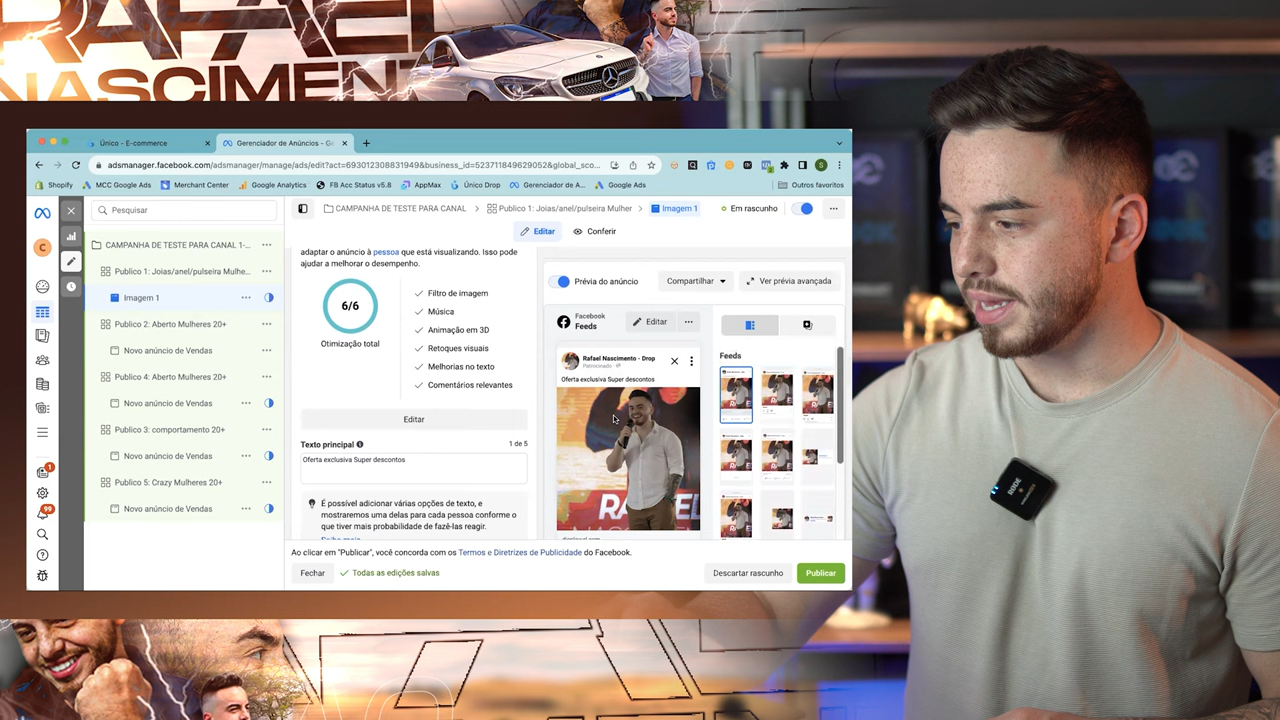 RAFAEL
NASCIMENT
Único - E-commerce
Gerenciador de Anúncios - Ge
adsmanager.facebook.com/adsmanager/manage/ads/edit?act=693012308831949&business_id=523711849629052&global_sco...
Shopify
MCC Google Ads
Merchant Center
Google Analytics
FB Acc Status v5.8
AppMax
Único Drop
Gerenciador de A...
Google Ads
Outros favoritos
Pesquisar
CAMPANHA DE TESTE PARA CANAL
Publico 1: Joias/anel/pulseira Mulher
Imagem 1
Em rascunho
Editar
Conferir
C
CAMPANHA DE TESTE PARA CANAL 1-...
Publico 1: Joias/anel/pulseira Mulhe...
Imagem 1
Publico 2: Aberto Mulheres 20+
Novo anúncio de Vendas
Publico 4: Aberto Mulheres 20+
Novo anúncio de Vendas
Publico 3: comportamento 20+
Novo anúncio de Vendas
Publico 5: Crazy Mulheres 20+
Novo anúncio de Vendas
1
99
adaptar o anúncio à pessoa que está visualizando. Isso pode
ajudar a melhorar o desempenho.
6/6
Otimização total
Filtro de imagem
Música
Animação em 3D
Retoques visuais
Melhorias no texto
Comentários relevantes
Editar
Texto principal
1 de 5
Oferta exclusiva Super descontos
É possível adicionar várias opções de texto, e
mostraremos uma delas para cada pessoa conforme o
que tiver mais probabilidade de fazê-las reagir.
Prévia do anúncio
Compartilhar
Ver prévia avançada
Facebook
Feeds
Editar
Rafael Nascimento - Drop
Patrocinado
Oferta exclusiva Super descontos
Feeds
Ao clicar em "Publicar", você concorda com os Termos e Diretrizes de Publicidade do Facebook.
Fechar
Todas as edições salvas
Descartar rascunho
Publicar
RØDE